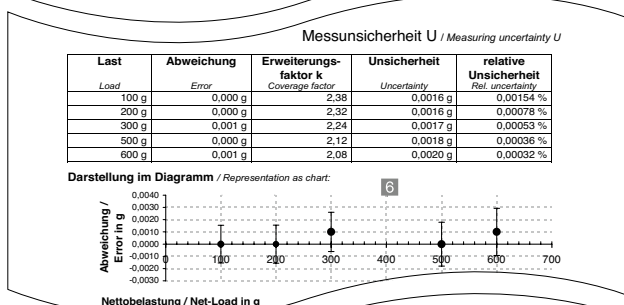 Messunsicherheit U / Measuring uncertainty U
Last Abweichung Erweiterungs- Unsicherheit relative
faktor k Unsicherheit
Load Error Coverage factor Uncertainty Rel. uncertainty
100 g 0,000 g 2,38 0,0016 g 0,00154 %
200 g 0,000 g 2,32 0,0016 g 0,00078 %
300 g 0,001 g 2,24 0,0017 g 0,00053 %
500 g 0,000 g 2,12 0,0018 g 0,00036 %
600 g 0,001 g 2,08 0,0020 g 0,00032 %
Darstellung im Diagramm / Representation as chart:
6
Abweichung /
Error in g
0,0040
0,0030
0,0020
0,0010
0,0000
-0,0010
-0,0020
-0,0030
0 100 200 300 400 500 600 700
Nettobelastung / Net-Load in g